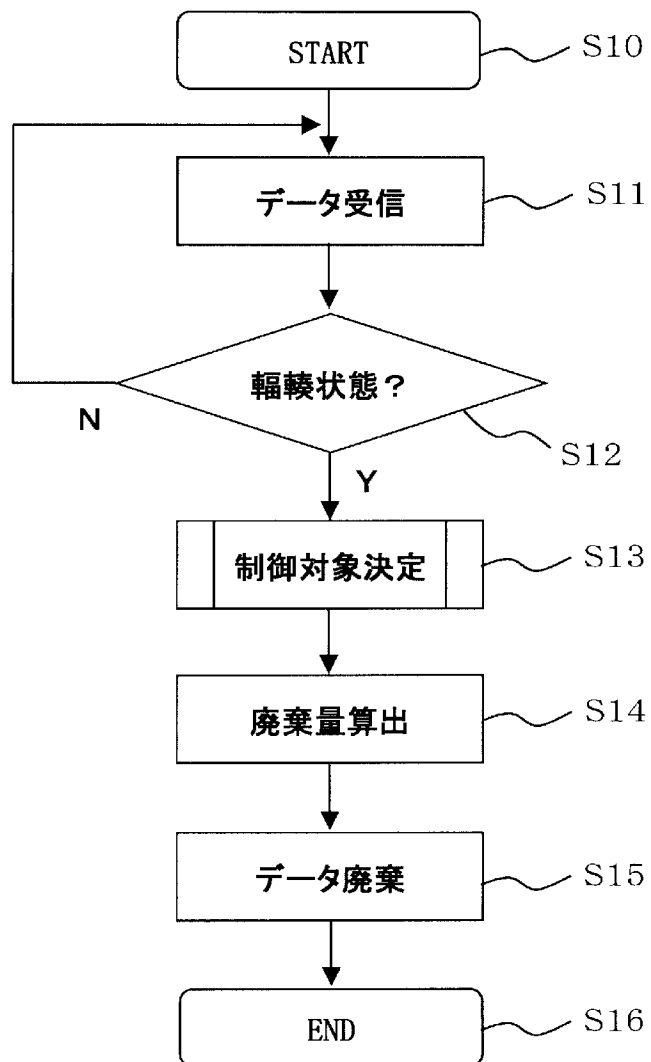 START
S10
データ受信
S11
輻輳状態？
N
S12
Y
制御対象決定
S13
廃棄量算出
S14
データ廃棄
S15
END
S16